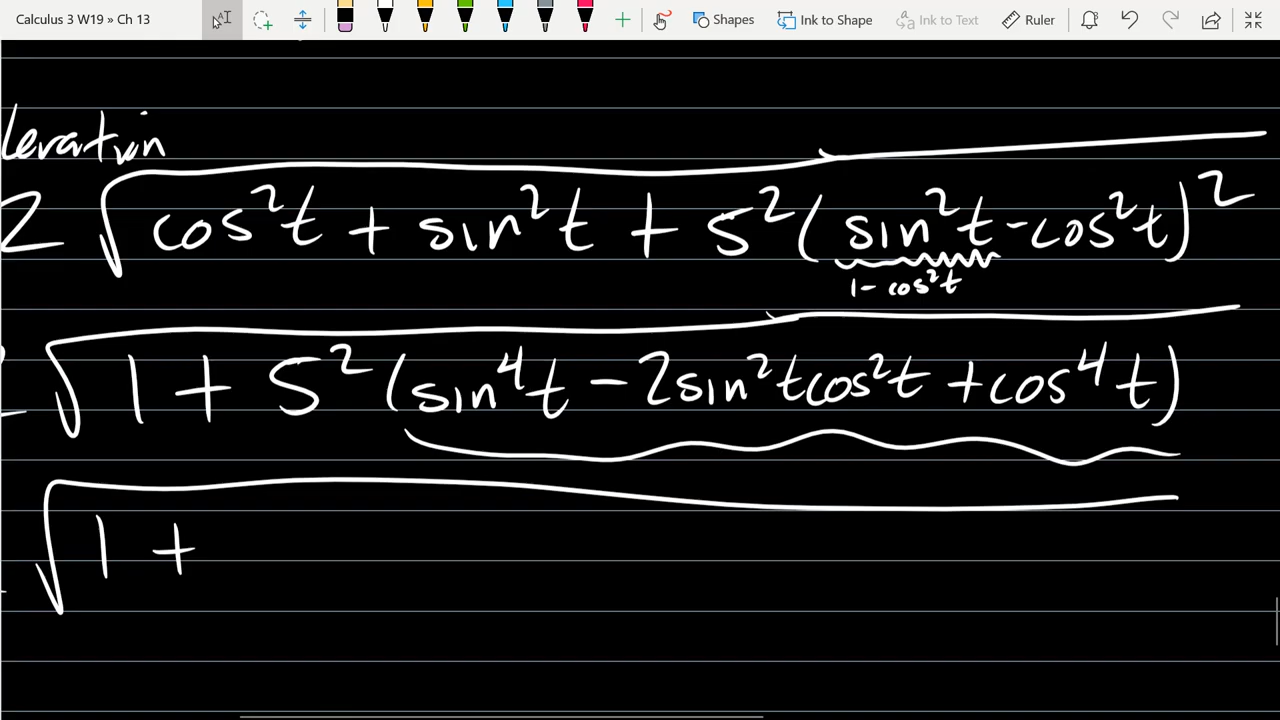 Calculus 3 W19 » Ch 13
Shapes Ink to Shape Ink to Text Ruler
leration
2 √(cos²t + sin²t + 5²(sin²t - cos²t)²)
1 - cos²t
√(1 + 5²(sin⁴t - 2sin²tcos²t + cos⁴t))
√(1 +